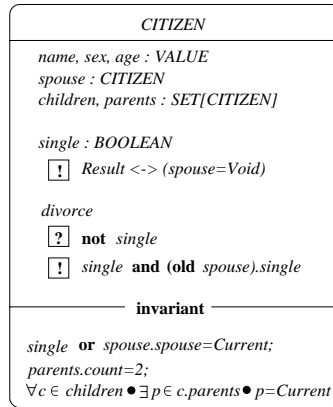 CITIZEN
name, sex, age : VALUE
spouse : CITIZEN
children, parents : SET[CITIZEN]
single : BOOLEAN
! Result <-> (spouse=Void)
divorce
? not single
! single and (old spouse).single
invariant
single or spouse.spouse=Current;
parents.count=2;
∀c ∈ children ● ∃ p ∈ c.parents ● p=Current